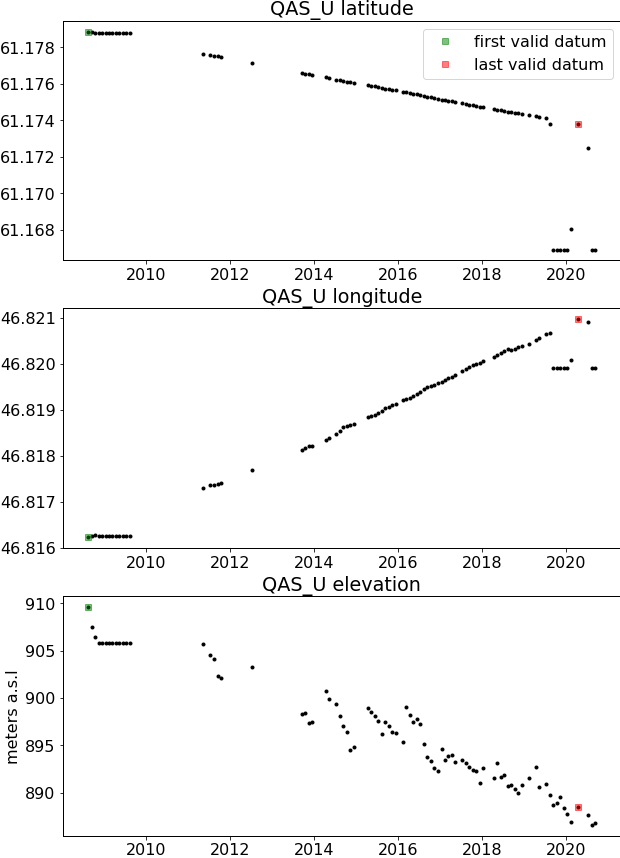 QAS_U latitude
first valid datum
last valid datum
61.178
61.176
61.174
61.172
61.170
61.168
2010 2012 2014 2016 2018 2020
QAS_U longitude
46.821
46.820
46.819
46.818
46.817
46.816
2010 2012 2014 2016 2018 2020
QAS_U elevation
meters a.s.l
910
905
900
895
890
2010 2012 2014 2016 2018 2020